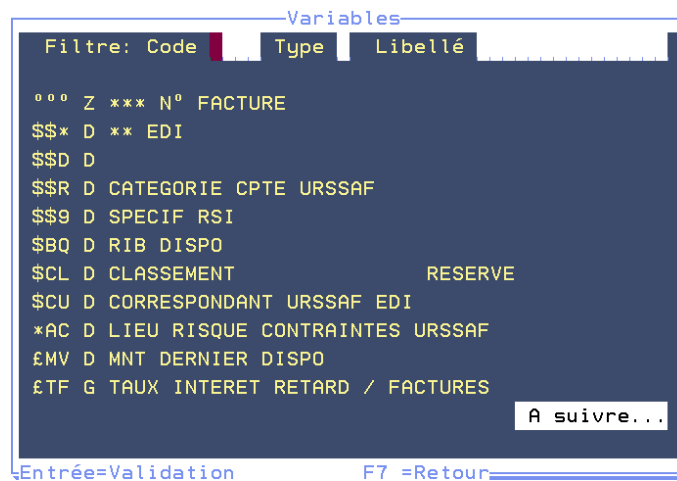 Variables
Filtre: Code Type Libellé
ººº Z *** Nº FACTURE
$$* D ** EDI
$$D D
$$R D CATEGORIE CPTE URSSAF
$$9 D SPECIF RSI
$BQ D RIB DISPO
$CL D CLASSEMENT RESERVE
$CU D CORRESPONDANT URSSAF EDI
*AC D LIEU RISQUE CONTRAINTES URSSAF
£MV D MNT DERNIER DISPO
£TF G TAUX INTERET RETARD / FACTURES
A suivre...
Entrée=Validation F7 =Retour